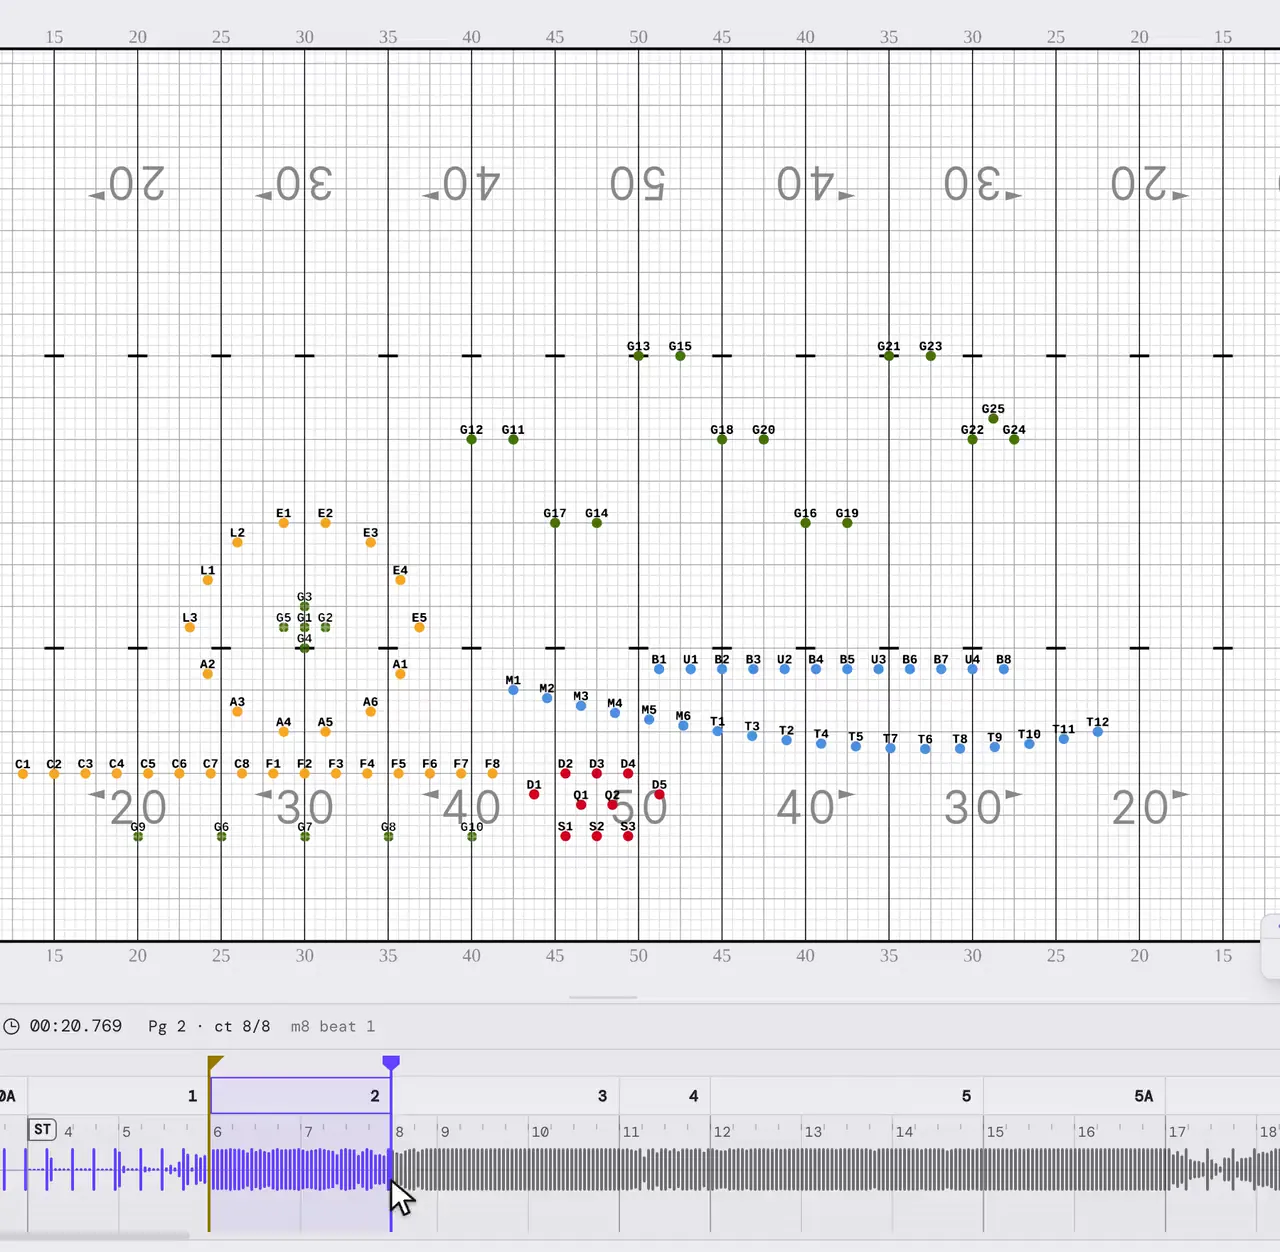 15 20 25 30 35 40 45 50 45 40 35 30 25 20 15
◄20 ◄30 ◄40 50 40► 30► 20►
G13 G15 G21 G23
G25
G12 G11 G18 G20 G22 G24
E1 E2 G17 G14 G16 G19
L2 E3
L1 E4
G3
L3 G5 G1 G2 E5
G4
A2 A1 B1 U1 B2 B3 U2 B4 B5 U3 B6 B7 U4 B8
M1
M2
A3 A6 M3
M4
M5
A4 A5 M6 T1 T11 T12
T3 T2 T4 T5 T7 T6 T8 T9 T10
C1 C2 C3 C4 C5 C6 C7 C8 F1 F2 F3 F4 F5 F6 F7 F8 D2 D3 D4
D1 D5
Q1 Q2
◄20 ◄30 ◄40 50 40► 30► 20►
G9 G6 G7 G8 G10 S1 S2 S3
15 20 25 30 35 40 45 50 45 40 35 30 25 20 15
00:20.769 Pg 2 · ct 8/8 m8 beat 1
0A 1 2 3 4 5 5A
ST 4 5 6 7 8 9 10 11 12 13 14 15 16 17 18